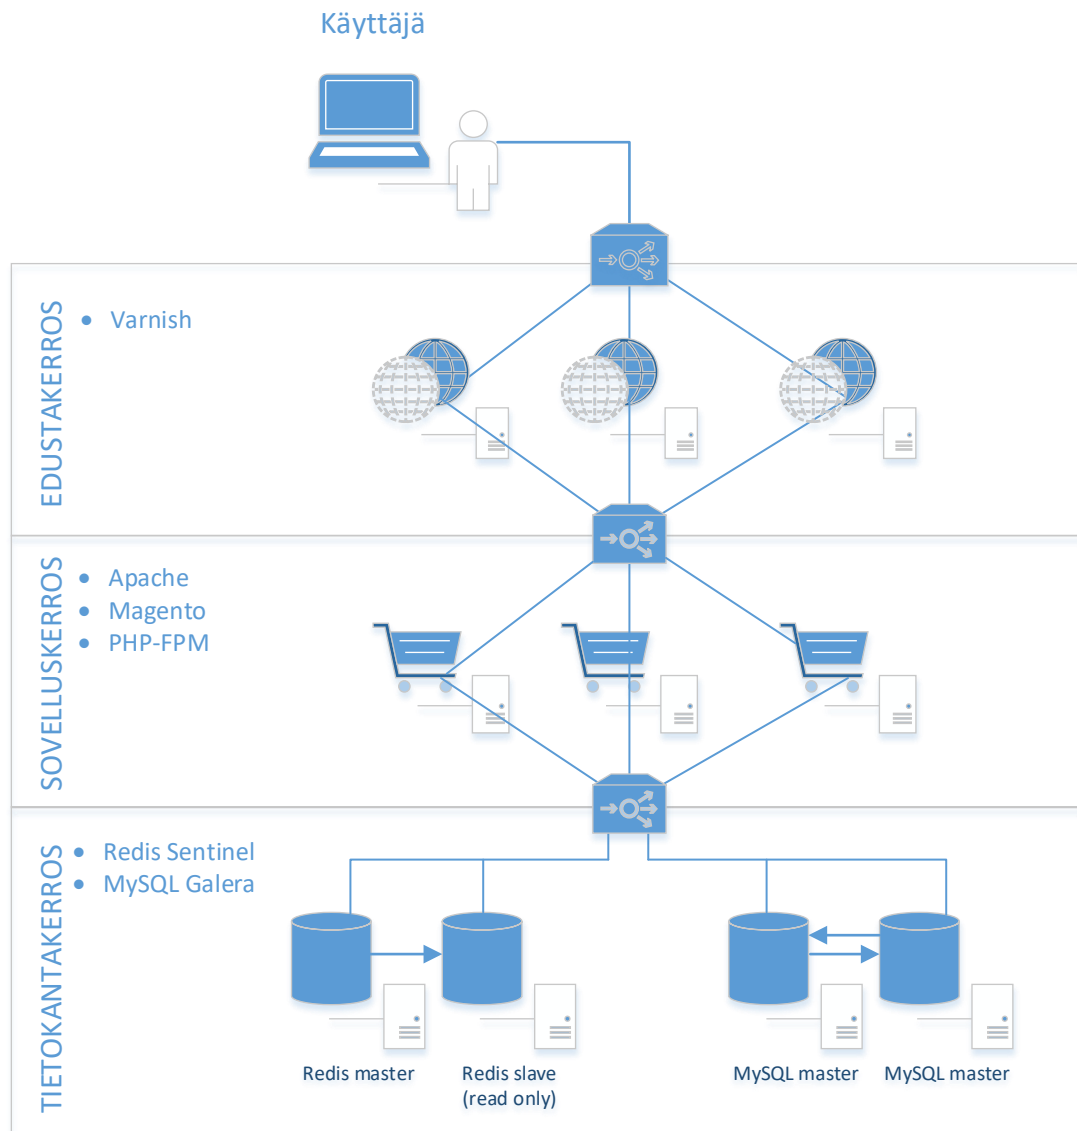 Käyttäjä
EDUSTAKERROS
• Varnish
SOVELLUSKERROS
• Apache
• Magento
• PHP-FPM
TIETOKANTAKERROS
• Redis Sentinel
• MySQL Galera
Redis master
Redis slave
(read only)
MySQL master
MySQL master